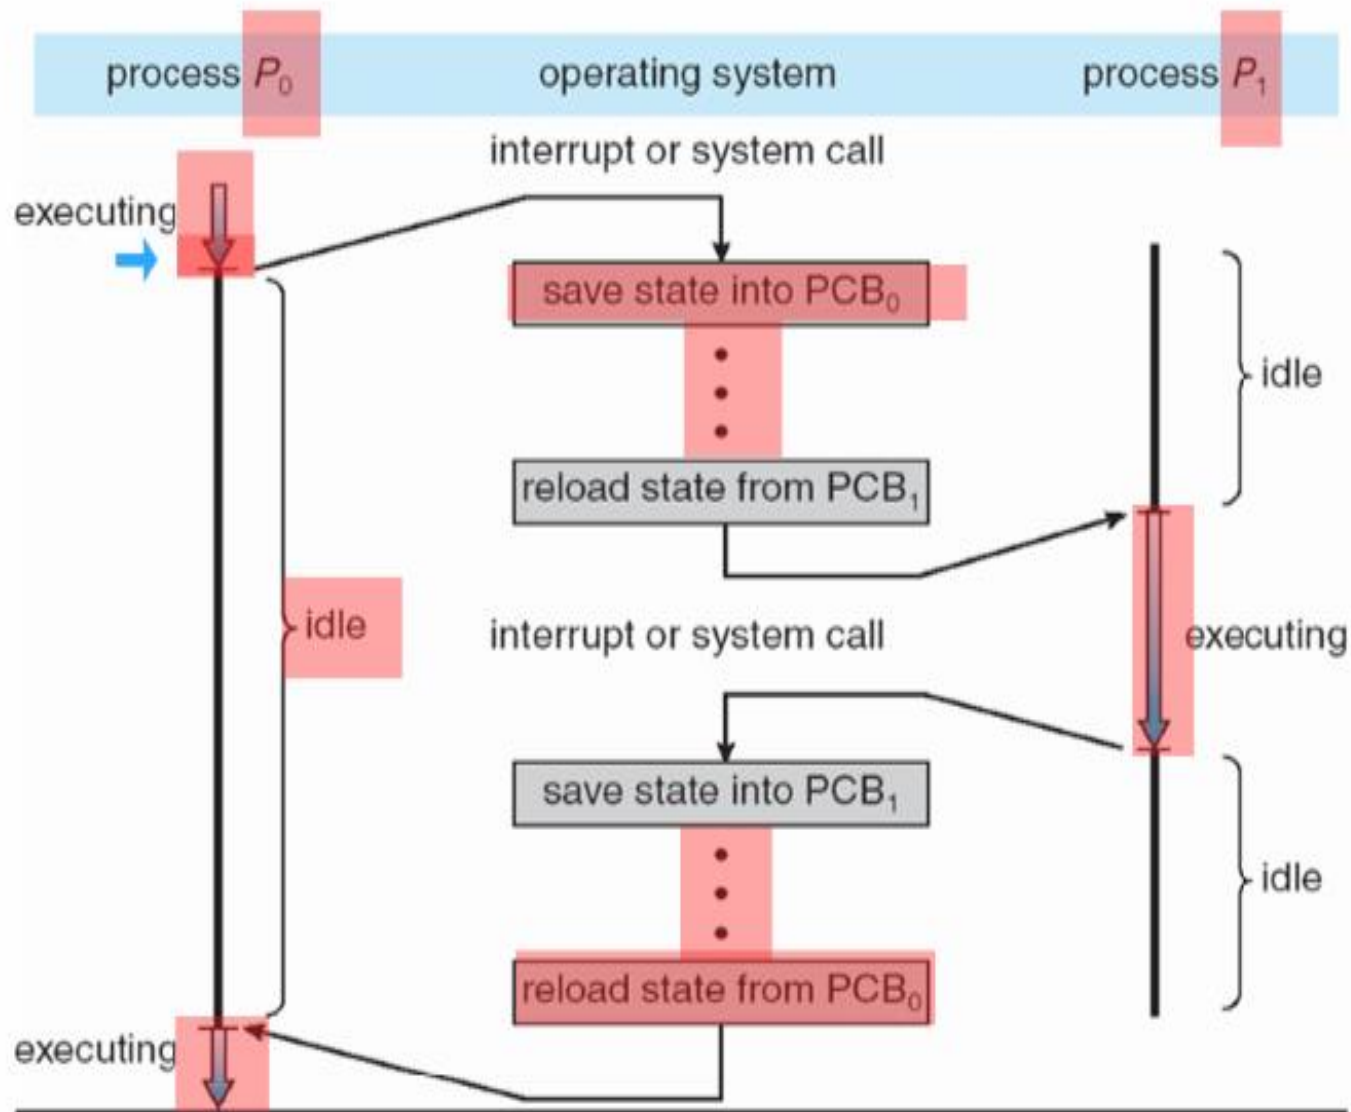 process P₀ operating system process P₁
interrupt or system call
executing
save state into PCB₀
idle
reload state from PCB₁
idle
interrupt or system call
executing
save state into PCB₁
idle
reload state from PCB₀
executing